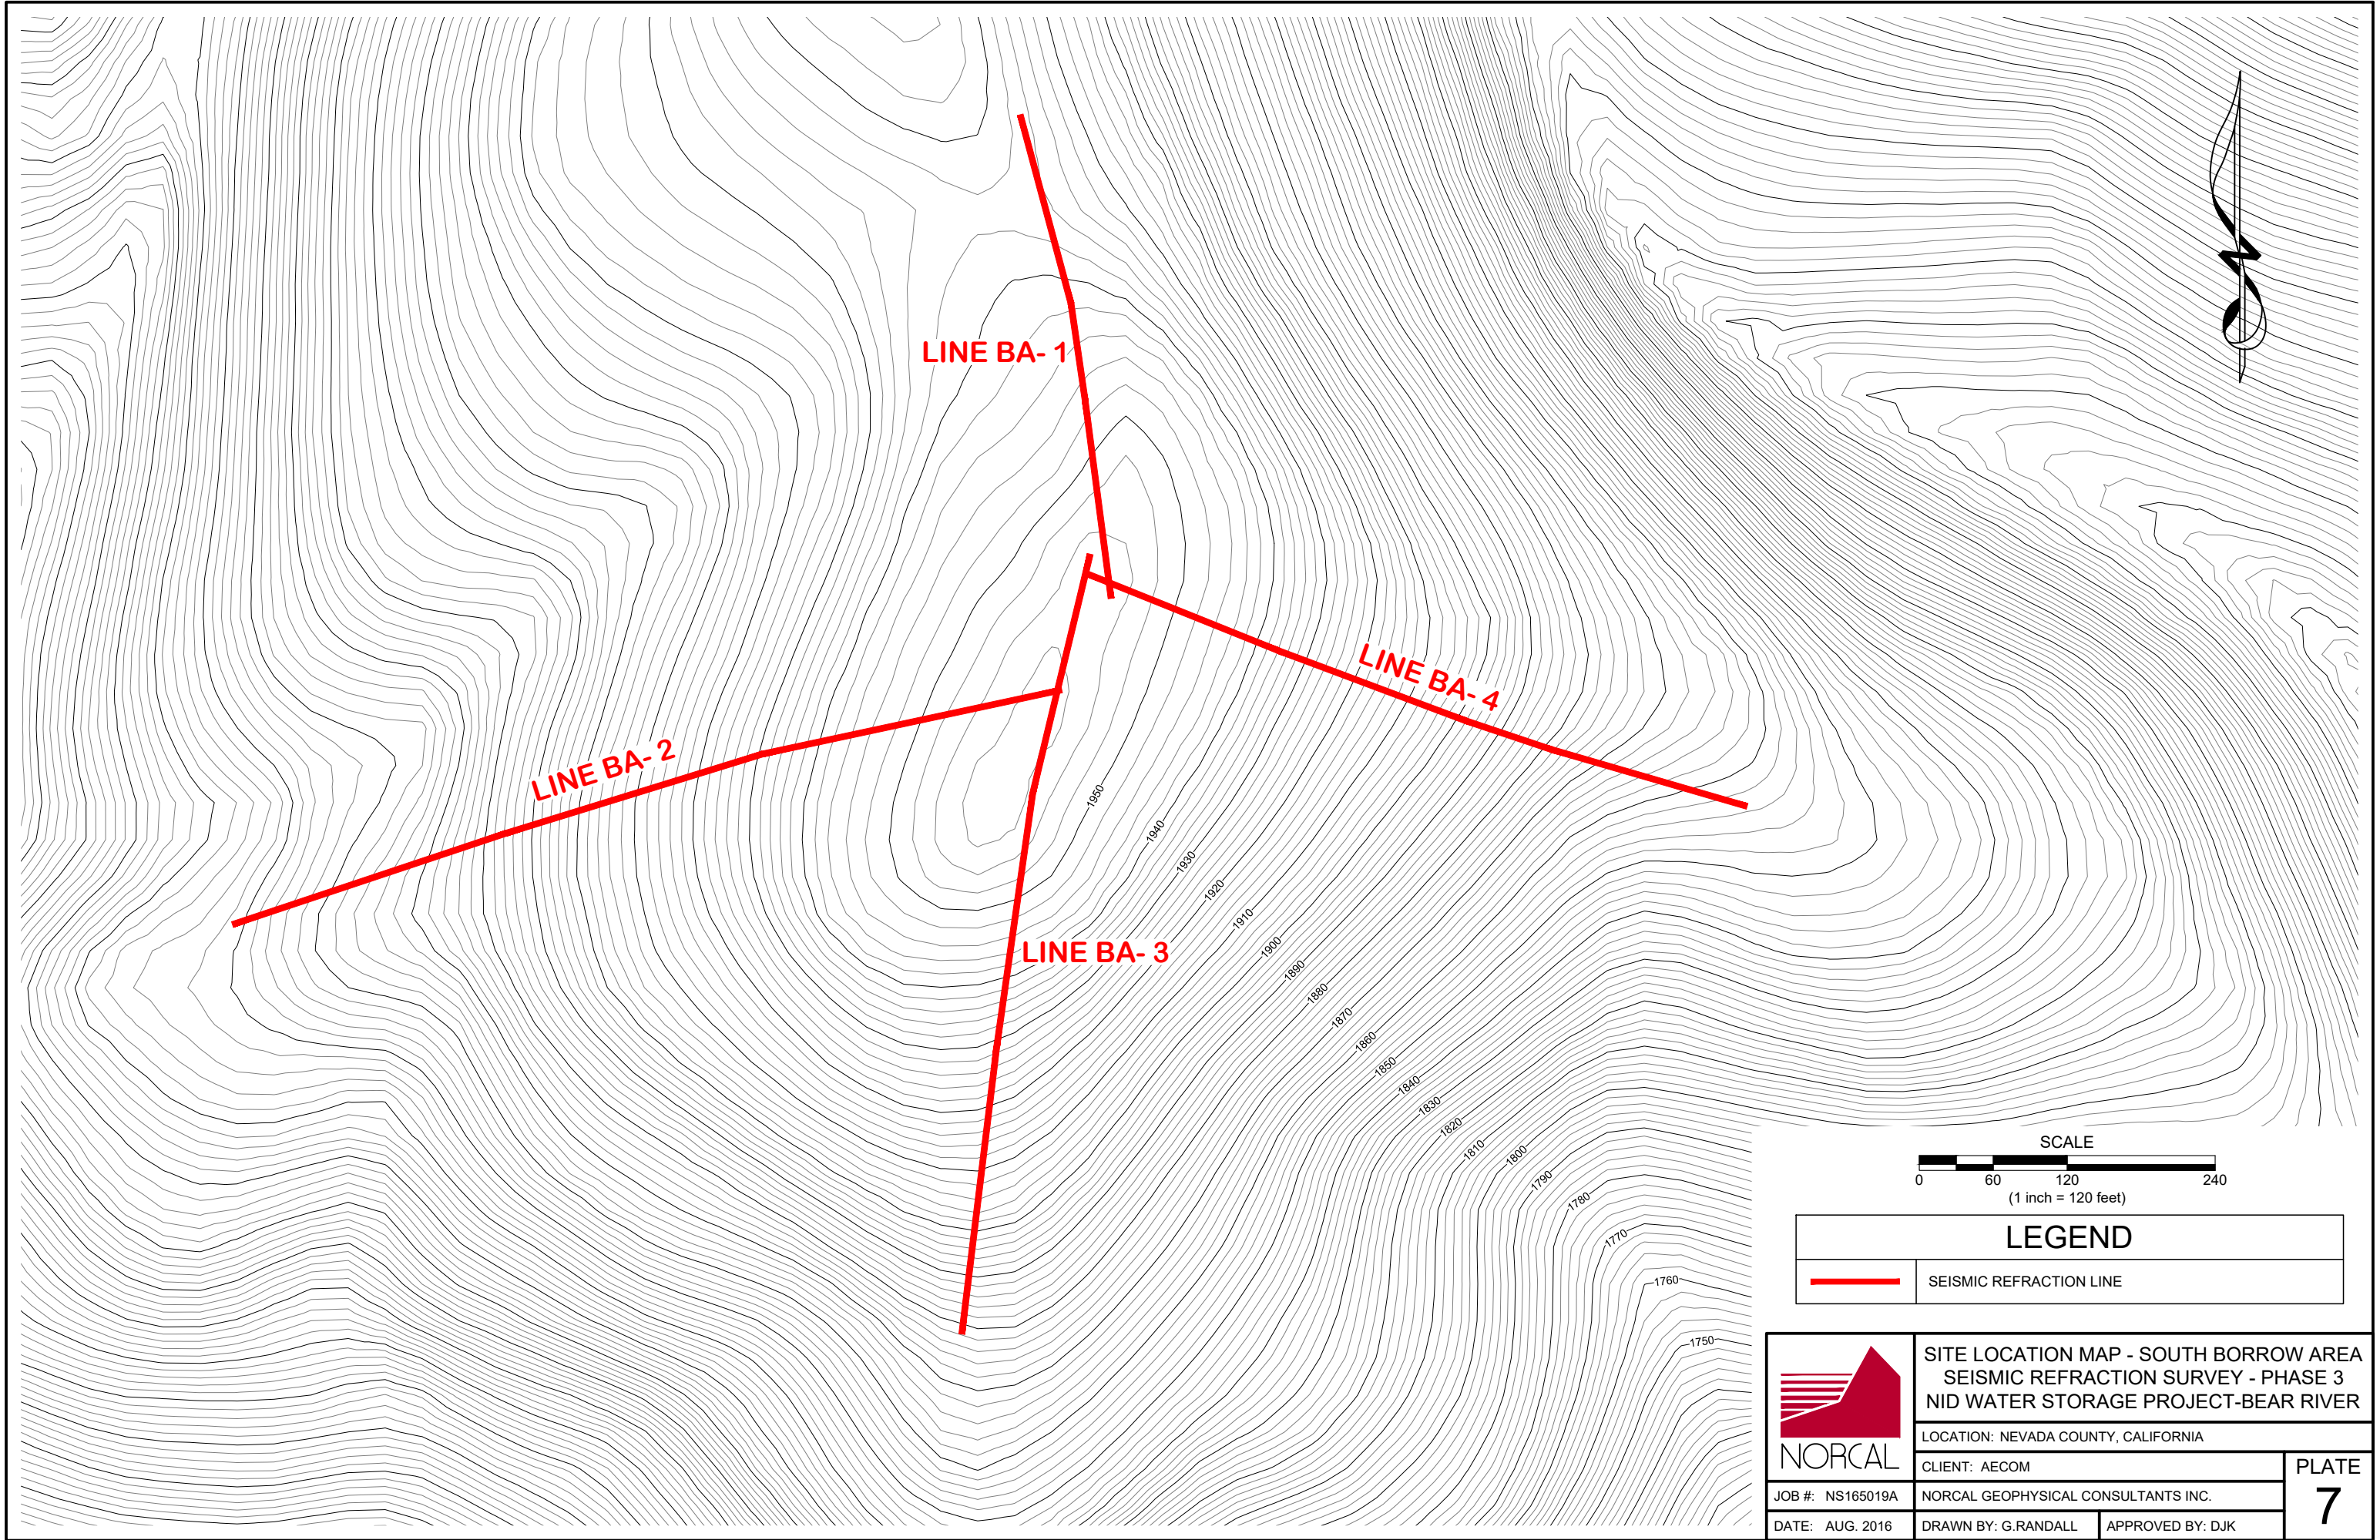 LINE BA- 1
LINE BA- 4
LINE BA- 2
LINE BA- 3
1950
1940
1930
1920
1910
1900
1890
1880
1870
1860
1850
1840
1830
1820
1810
1800
1790
1780
1770
1760
1750
SCALE
0 60 120 240
(1 inch = 120 feet)
LEGEND
SEISMIC REFRACTION LINE
NORCAL
SITE LOCATION MAP - SOUTH BORROW AREA
SEISMIC REFRACTION SURVEY - PHASE 3
NID WATER STORAGE PROJECT-BEAR RIVER
LOCATION: NEVADA COUNTY, CALIFORNIA
CLIENT: AECOM
PLATE
7
JOB #: NS165019A
NORCAL GEOPHYSICAL CONSULTANTS INC.
DATE: AUG. 2016
DRAWN BY: G.RANDALL
APPROVED BY: DJK